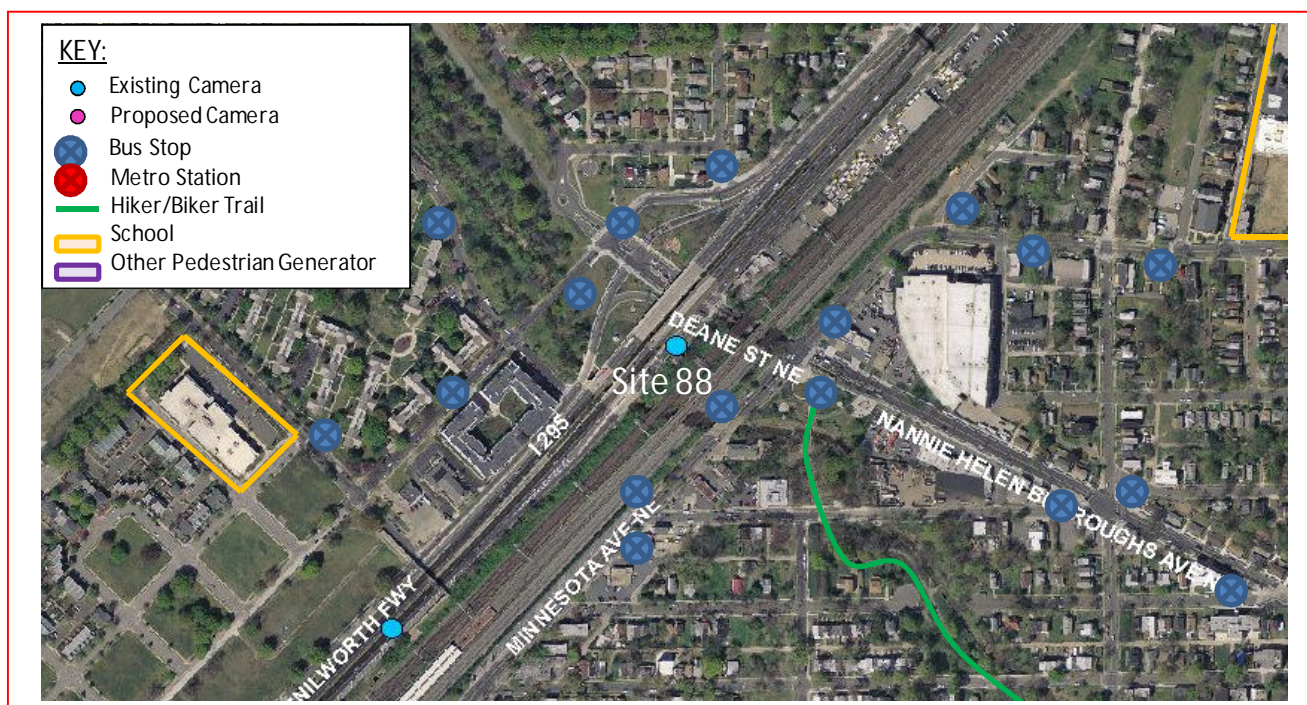 KEY:
Existing Camera
Proposed Camera
Bus Stop
Metro Station
Hiker/Biker Trail
School
Other Pedestrian Generator
DEANE ST NE
Site 88
I 295
NANNIE HELEN BURROUGHS AVE N
MINNESOTA AVE NE
ENILWORTH FWY